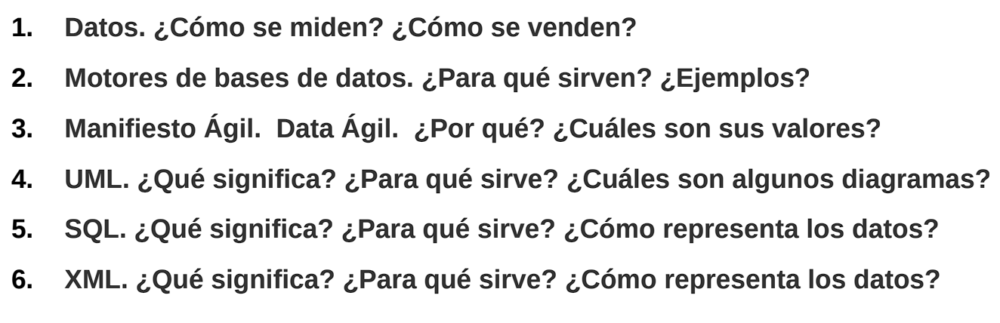 1. Datos. ¿Cómo se miden? ¿Cómo se venden?
2. Motores de bases de datos. ¿Para qué sirven? ¿Ejemplos?
3. Manifiesto Ágil.  Data Ágil.  ¿Por qué? ¿Cuáles son sus valores?
4. UML. ¿Qué significa? ¿Para qué sirve? ¿Cuáles son algunos diagramas?
5. SQL. ¿Qué significa? ¿Para qué sirve? ¿Cómo representa los datos?
6. XML. ¿Qué significa? ¿Para qué sirve? ¿Cómo representa los datos?